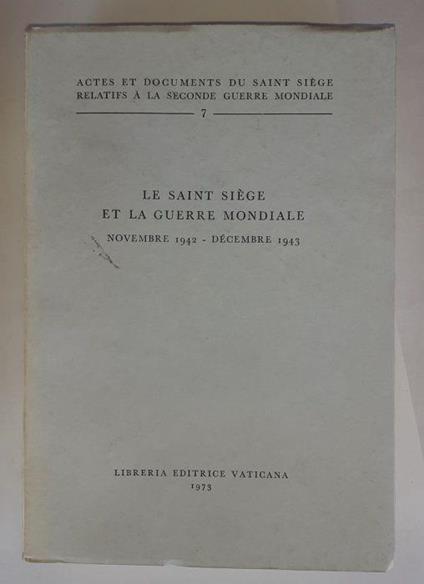 ACTES ET DOCUMENTS DU SAINT SIÈGE
RELATIFS À LA SECONDE GUERRE MONDIALE
7
LE SAINT SIÈGE
ET LA GUERRE MONDIALE
NOVEMBRE 1942 - DÉCEMBRE 1943
LIBRERIA EDITRICE VATICANA
1973